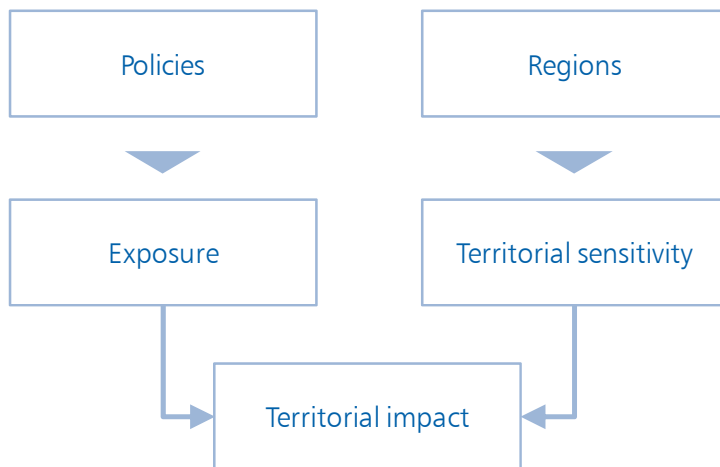 Policies
Regions
Exposure
Territorial sensitivity
Territorial impact